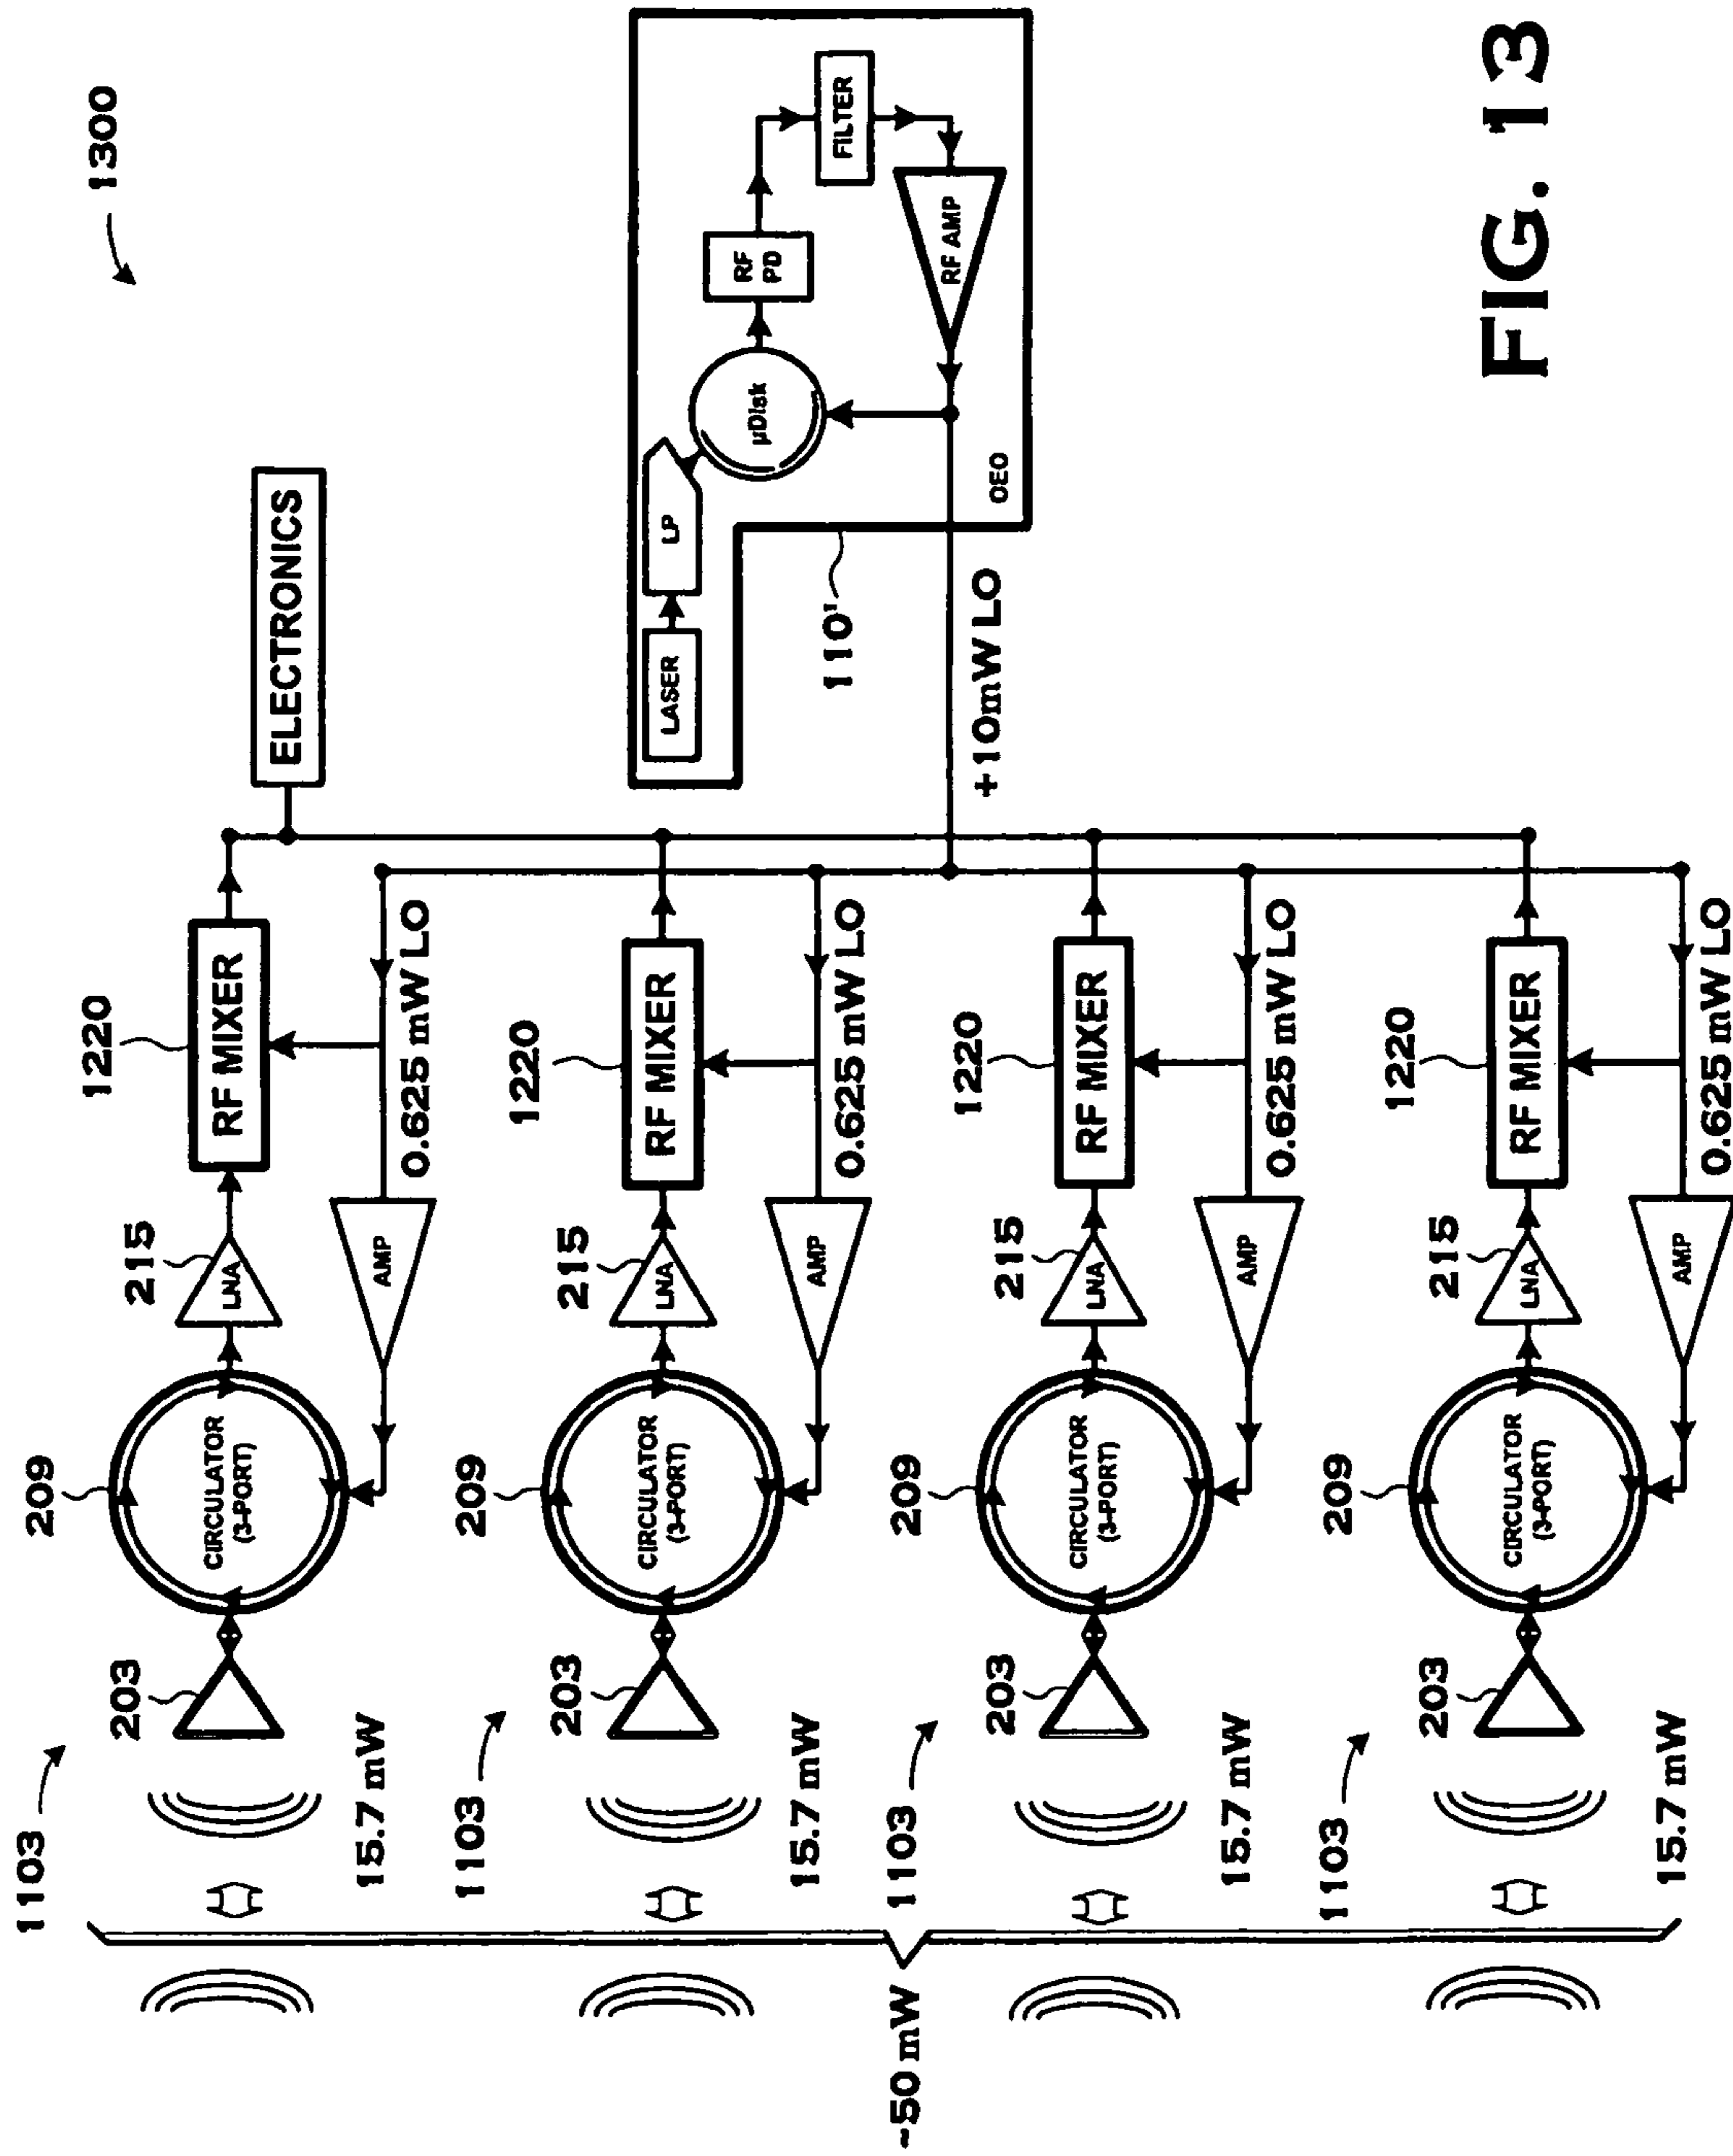 1300
ELECTRONICS
LASER
LP
µDisk
RF
PD
FILTER
RF AMP
OEO
110'
+10mW LO
1103
203
209
CIRCULATOR
(3-PORT)
215
LNA
1220
RF MIXER
AMP
0.625 mW LO
15.7 mW
1103
203
209
CIRCULATOR
(3-PORT)
215
LNA
1220
RF MIXER
AMP
0.625 mW LO
15.7 mW
1103
203
209
CIRCULATOR
(3-PORT)
215
LNA
1220
RF MIXER
AMP
0.625 mW LO
15.7 mW
1103
203
209
CIRCULATOR
(3-PORT)
215
LNA
1220
RF MIXER
AMP
0.625 mW LO
15.7 mW
~50 mW
FIG. 13